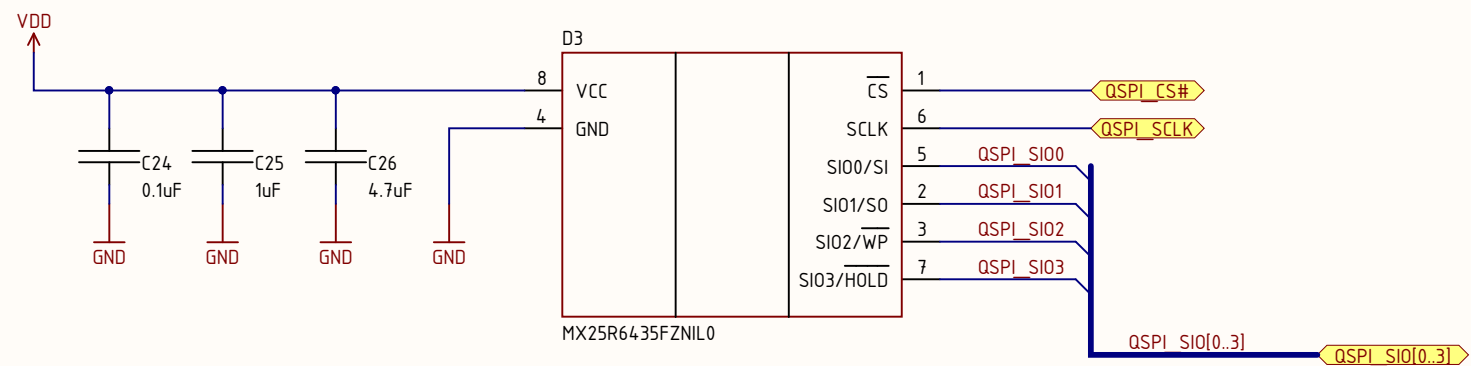 VDD
D3
8
VCC
CS
1
QSPI_CS#
4
GND
SCLK
6
QSPI_SCLK
C24
0.1uF
C25
1uF
C26
4.7uF
SIO0/SI
5
QSPI_SIO0
SIO1/SO
2
QSPI_SIO1
SIO2/WP
3
QSPI_SIO2
SIO3/HOLD
7
QSPI_SIO3
GND
GND
GND
GND
MX25R6435FZNIL0
QSPI_SIO[0..3]
QSPI_SIO[0..3]